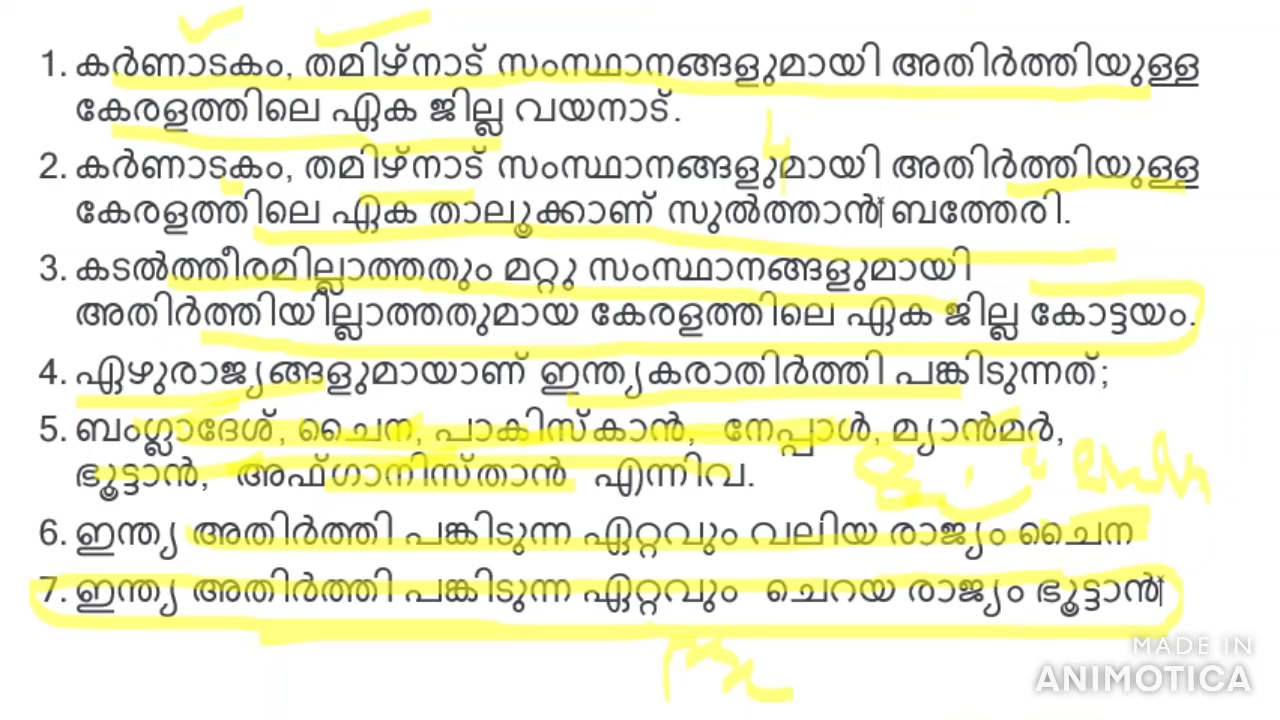 1. കർണാടകം, തമിഴ്നാട് സംസ്ഥാനങ്ങളുമായി അതിർത്തിയുള്ള
കേരളത്തിലെ ഏക ജില്ല വയനാട്.
2. കർണാടകം, തമിഴ്നാട് സംസ്ഥാനങ്ങളുമായി അതിർത്തിയുള്ള
കേരളത്തിലെ ഏക താലൂക്കാണ് സുൽത്താൻ ബത്തേരി.
3. കടൽത്തീരമില്ലാത്തതും മറ്റു സംസ്ഥാനങ്ങളുമായി
അതിർത്തിയില്ലാത്തതുമായ കേരളത്തിലെ ഏക ജില്ല കോട്ടയം.
4. ഏഴുരാജ്യങ്ങളുമായാണ് ഇന്ത്യകരാതിർത്തി പങ്കിടുന്നത്;
5. ബംഗ്ലാദേശ്, ചൈന, പാകിസ്കാൻ, നേപ്പാൾ, മ്യാൻമർ,
ഭൂട്ടാൻ, അഫ്ഗാനിസ്താൻ എന്നിവ.
6. ഇന്ത്യ അതിർത്തി പങ്കിടുന്ന ഏറ്റവും വലിയ രാജ്യം ചൈന
7. ഇന്ത്യ അതിർത്തി പങ്കിടുന്ന ഏറ്റവും ചെറയ രാജ്യം ഭൂട്ടാൻ
MADE IN
ANIMOTICA